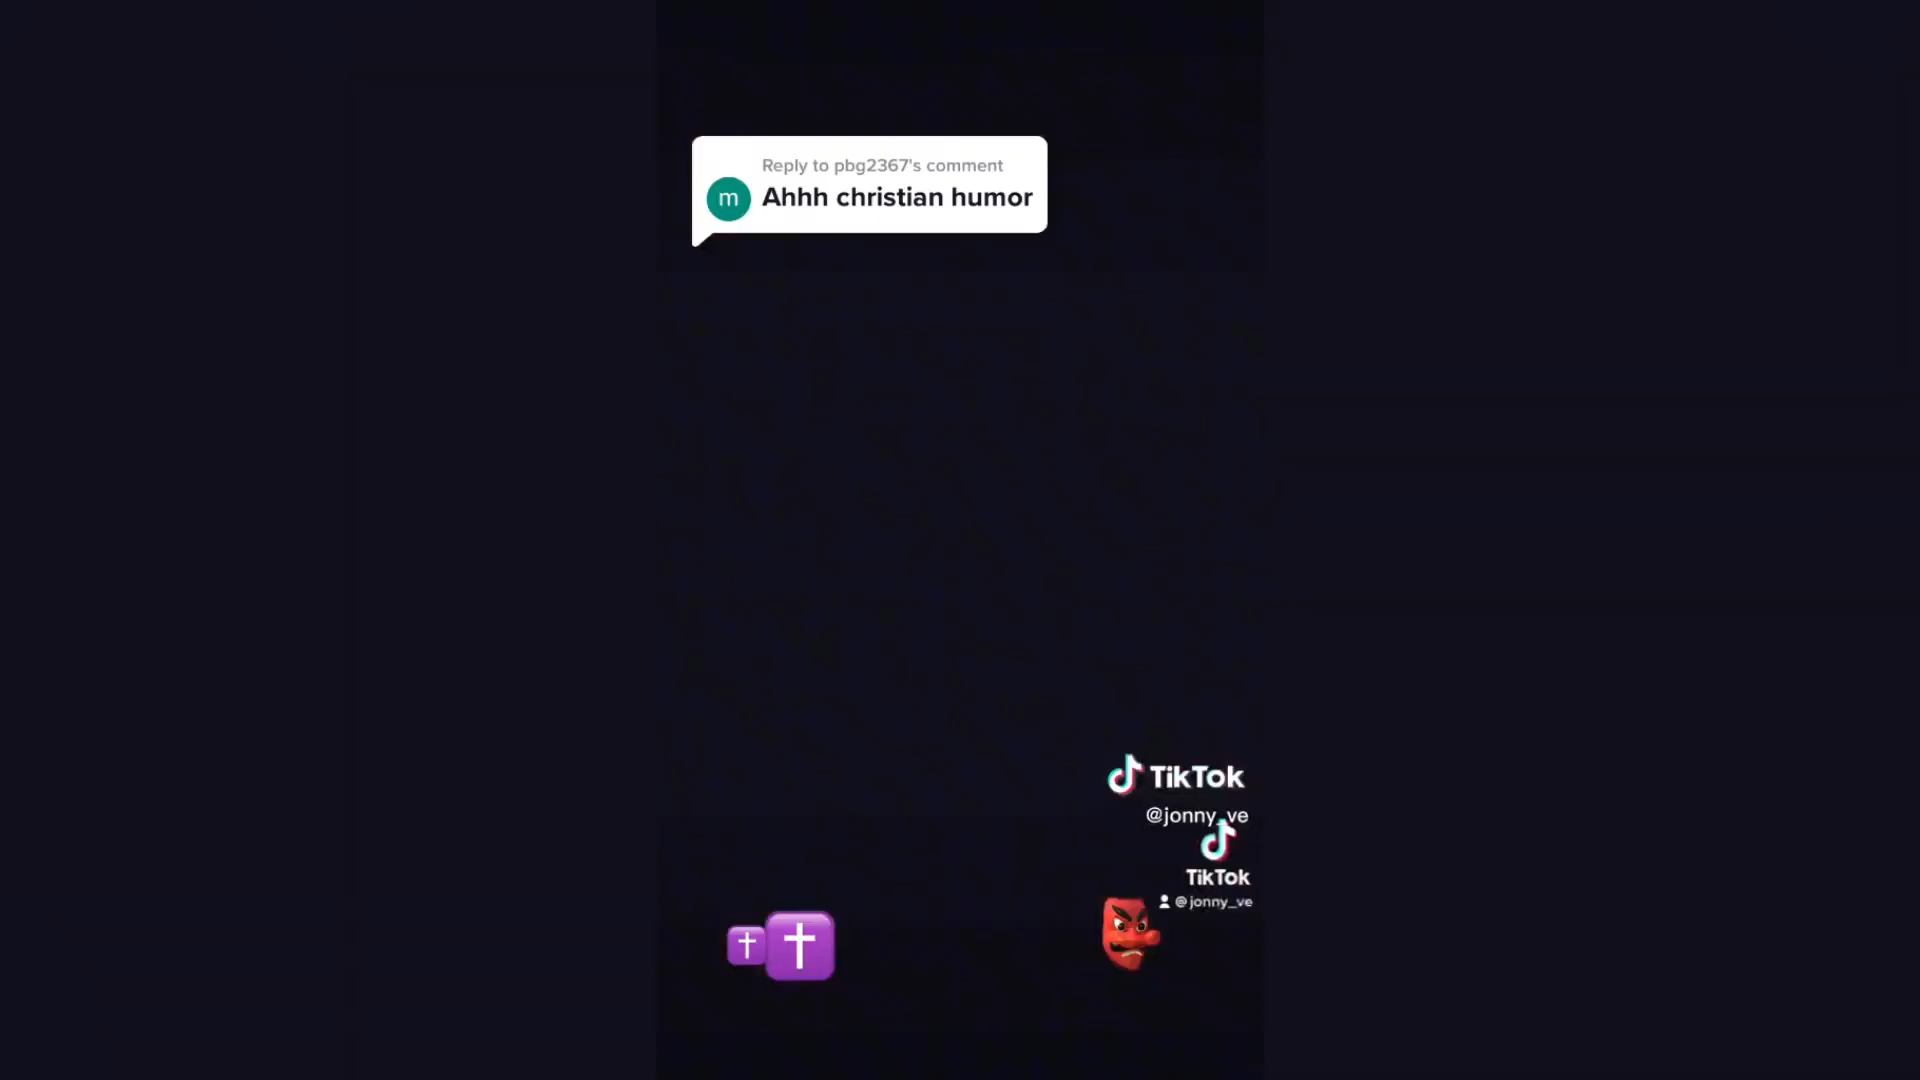 Reply to pbg2367's comment
m
Ahhh christian humor
TikTok
@jonny_ve
TikTok
@jonny_ve